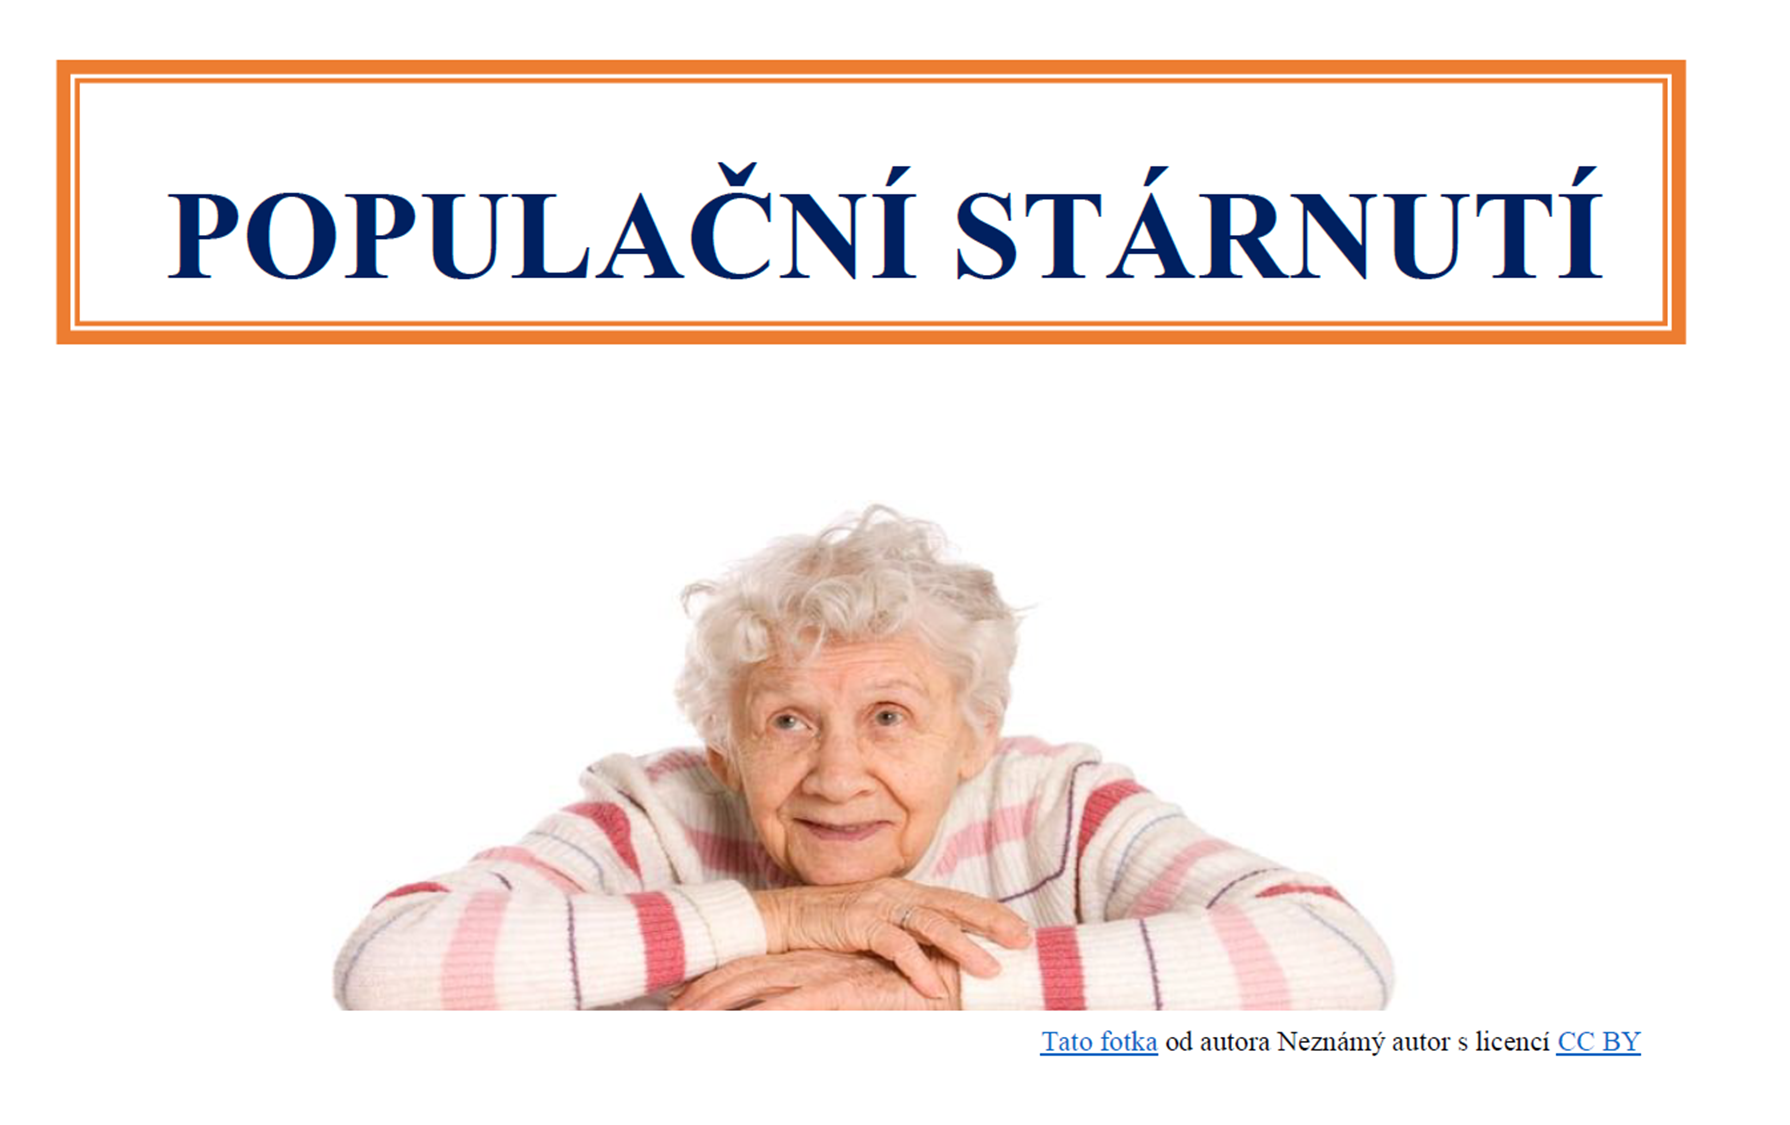 POPULAČNÍ STÁRNUTÍ
Tato fotka od autora Neznámý autor s licencí CC BY